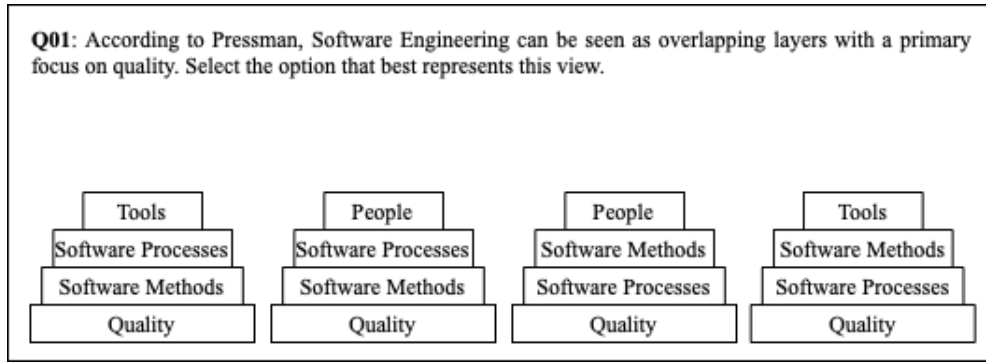 Q01: According to Pressman, Software Engineering can be seen as overlapping layers with a primary
focus on quality. Select the option that best represents this view.
Tools
Software Processes
Software Methods
Quality
People
Software Processes
Software Methods
Quality
People
Software Methods
Software Processes
Quality
Tools
Software Methods
Software Processes
Quality